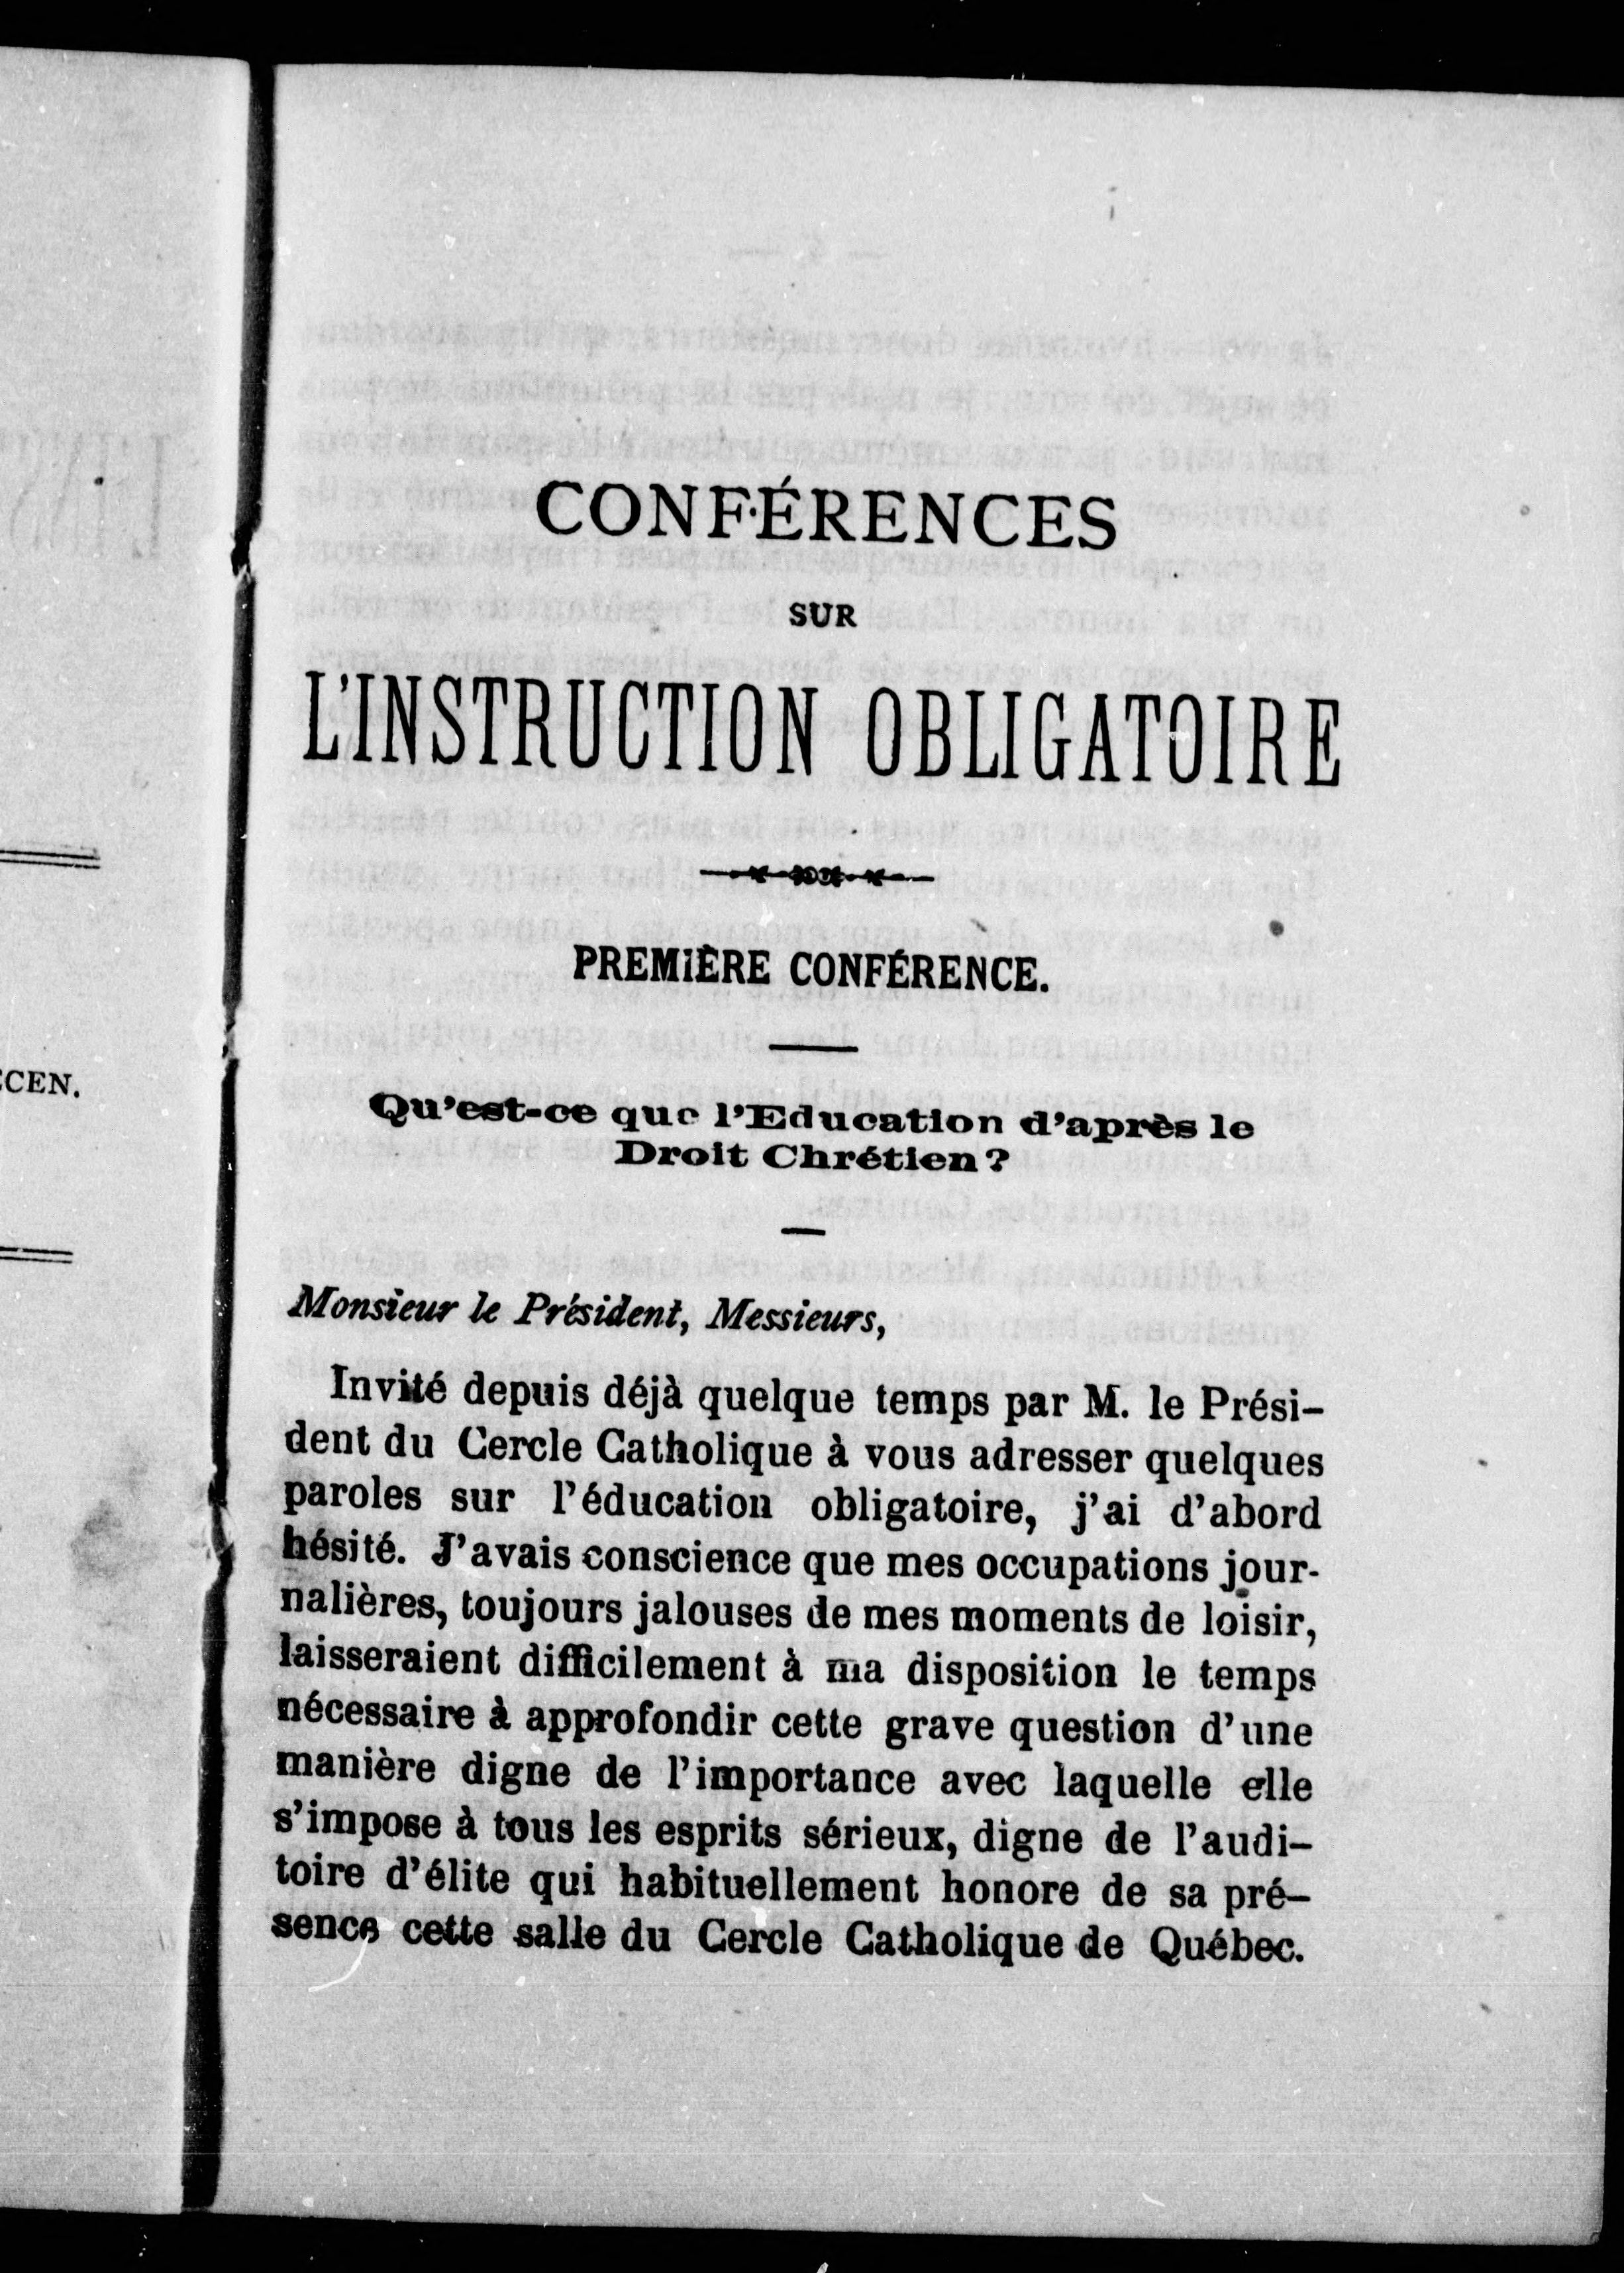 CONFÉRENCES
SUR
L'INSTRUCTION OBLIGATOIRE
PREMIÈRE CONFÉRENCE.
Qu'est-ce que l'Education d'après le
Droit Chrétien?
Monsieur le Président, Messieurs,
Invité depuis déjà quelque temps par M. le Prési-
dent du Cercle Catholique à vous adresser quelques
paroles sur l'éducation obligatoire, j'ai d'abord
hésité. J'avais conscience que mes occupations jour-
nalières, toujours jalouses de mes moments de loisir,
laisseraient difficilement à ma disposition le temps
nécessaire à approfondir cette grave question d'une
manière digne de l'importance avec laquelle elle
s'impose à tous les esprits sérieux, digne de l'audi-
toire d'élite qui habituellement honore de sa pré-
sence cette salle du Cercle Catholique de Québec.